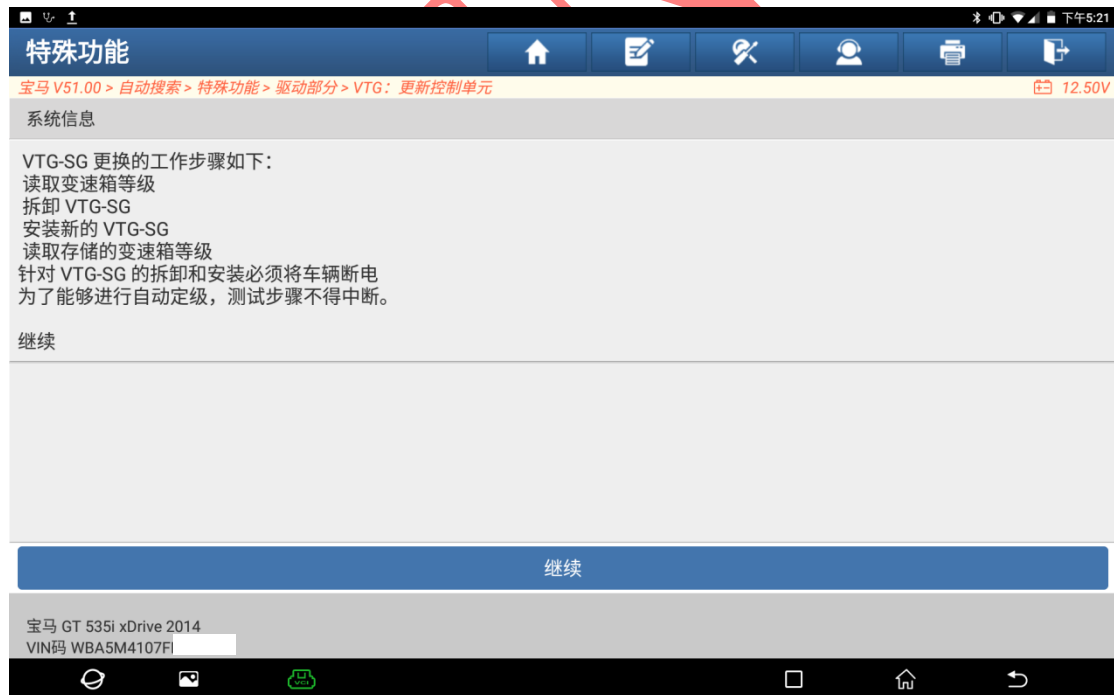 下午5:21
特殊功能
宝马 V51.00 > 自动搜索 > 特殊功能 > 驱动部分 > VTG：更新控制单元
12.50V
系统信息
VTG-SG 更换的工作步骤如下：
读取变速箱等级
拆卸 VTG-SG
安装新的 VTG-SG
读取存储的变速箱等级
针对 VTG-SG 的拆卸和安装必须将车辆断电
为了能够进行自动定级，测试步骤不得中断。
继续
继续
宝马 GT 535i xDrive 2014
VIN码 WBA5M4107F
VCI